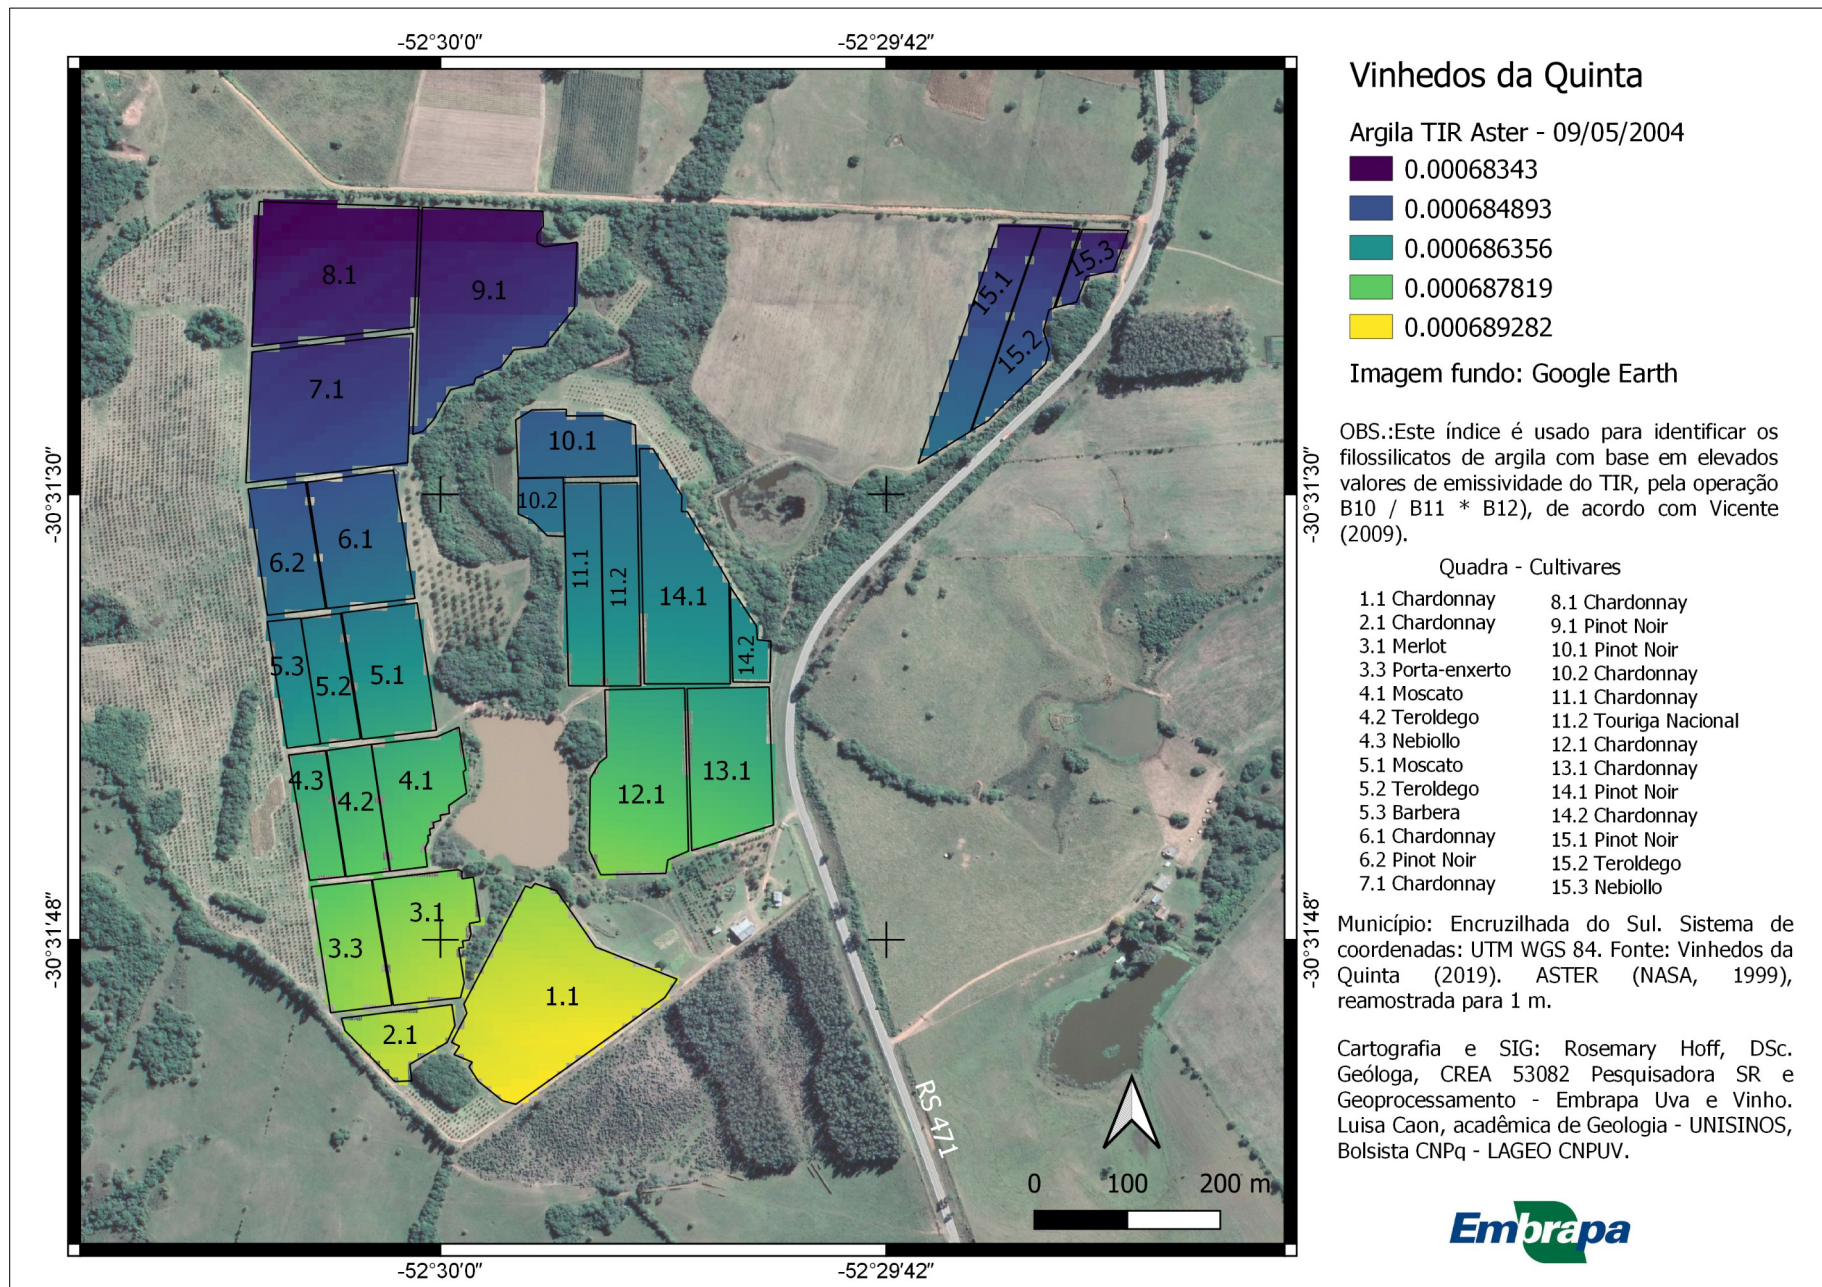 -52°30′0″
-52°29′42″
-30°31′30″
-30°31′48″
-30°31′30″
-30°31′48″
-52°30′0″
-52°29′42″
8.1
9.1
7.1
15.1
15.3
15.2
10.1
10.2
6.2
6.1
11.1
11.2
14.1
14.2
5.3
5.2
5.1
4.3
4.2
4.1
12.1
13.1
3.3
3.1
1.1
2.1
RS 471
0 100 200 m
Vinhedos da Quinta
Argila TIR Aster - 09/05/2004
0.00068343
0.000684893
0.000686356
0.000687819
0.000689282
Imagem fundo: Google Earth
OBS.:Este índice é usado para identificar os
filossilicatos de argila com base em elevados
valores de emissividade do TIR, pela operação
B10 / B11 * B12), de acordo com Vicente
(2009).
Quadra - Cultivares
1.1 Chardonnay
2.1 Chardonnay
3.1 Merlot
3.3 Porta-enxerto
4.1 Moscato
4.2 Teroldego
4.3 Nebiollo
5.1 Moscato
5.2 Teroldego
5.3 Barbera
6.1 Chardonnay
6.2 Pinot Noir
7.1 Chardonnay
8.1 Chardonnay
9.1 Pinot Noir
10.1 Pinot Noir
10.2 Chardonnay
11.1 Chardonnay
11.2 Touriga Nacional
12.1 Chardonnay
13.1 Chardonnay
14.1 Pinot Noir
14.2 Chardonnay
15.1 Pinot Noir
15.2 Teroldego
15.3 Nebiollo
Município: Encruzilhada do Sul. Sistema de
coordenadas: UTM WGS 84. Fonte: Vinhedos da
Quinta (2019). ASTER (NASA, 1999),
reamostrada para 1 m.
Cartografia e SIG: Rosemary Hoff, DSc.
Geóloga, CREA 53082 Pesquisadora SR e
Geoprocessamento - Embrapa Uva e Vinho.
Luisa Caon, acadêmica de Geologia - UNISINOS,
Bolsista CNPq - LAGEO CNPUV.
Embrapa